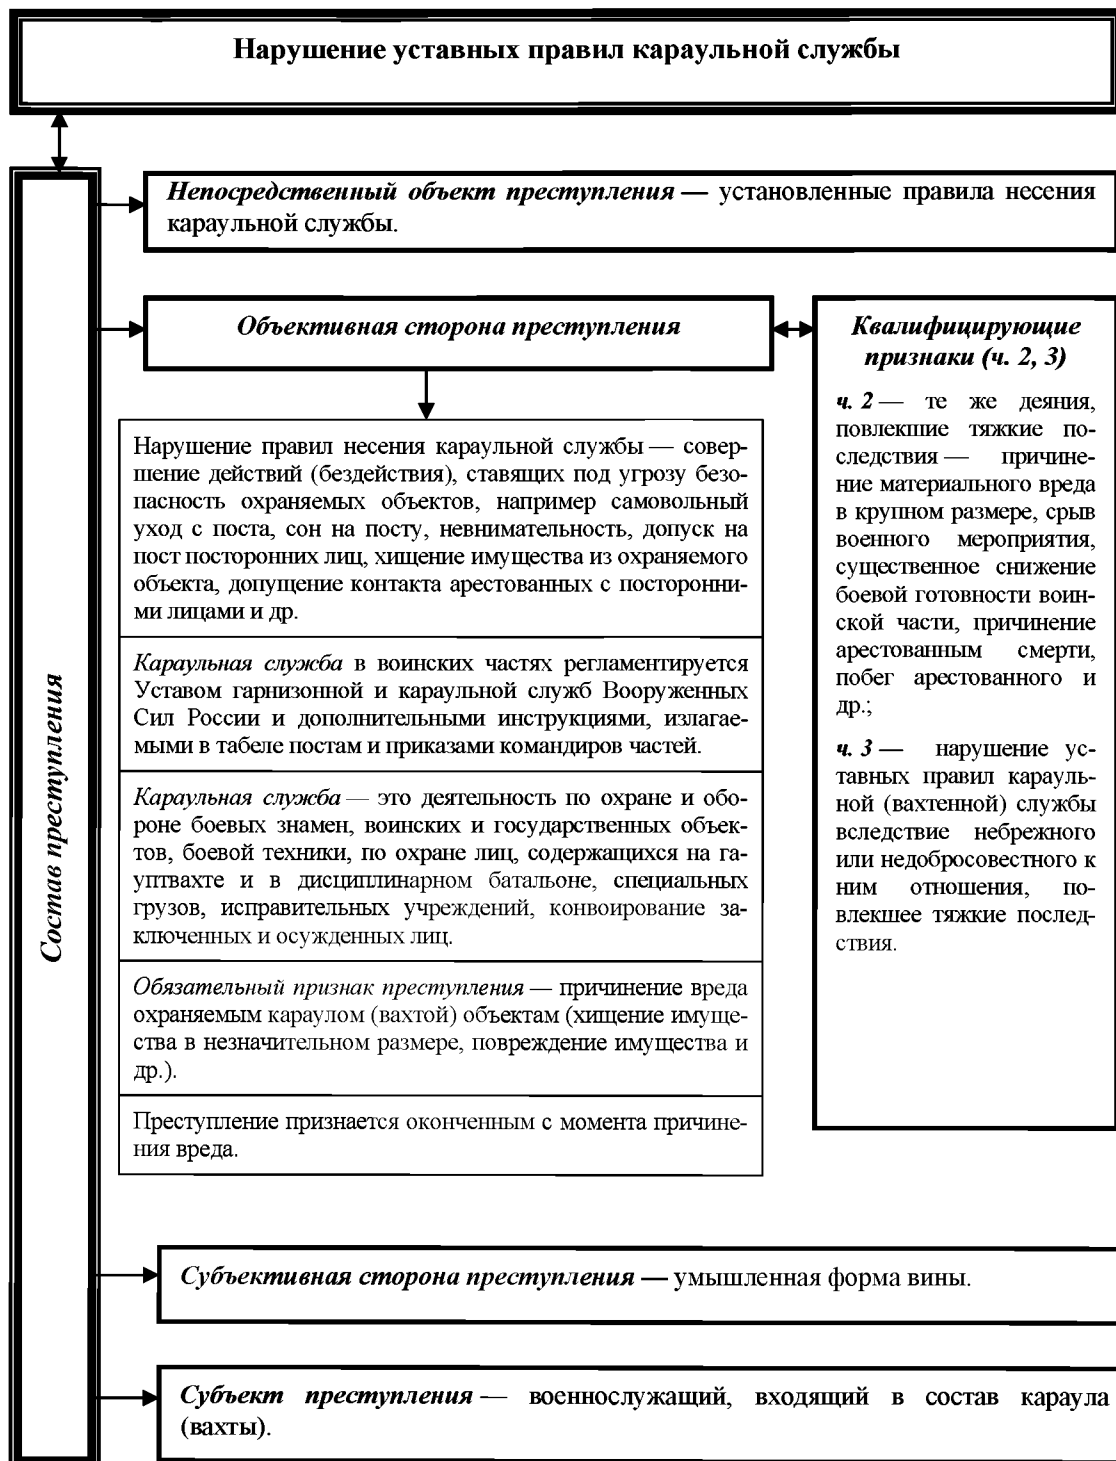 Нарушение уставных правил караульной службы
Непосредственный объект преступления — установленные правила несения
караульной службы.
Объективная сторона преступления
Нарушение правил несения караульной службы — совер-
шение действий (бездействия), ставящих под угрозу безо-
пасность охраняемых объектов, например самовольный
уход с поста, сон на посту, невнимательность, допуск на
пост посторонних лиц, хищение имущества из охраняемого
объекта, допущение контакта арестованных с посторонни-
ми лицами и др.
Караульная служба в воинских частях регламентируется
Уставом гарнизонной и караульной служб Вооруженных
Сил России и дополнительными инструкциями, излагае-
мыми в табеле постам и приказами командиров частей.
Караульная служба — это деятельность по охране и обо-
роне боевых знамен, воинских и государственных объек-
тов, боевой техники, по охране лиц, содержащихся на га-
уптвахте и в дисциплинарном батальоне, специальных
грузов, исправительных учреждений, конвоирование за-
ключенных и осужденных лиц.
Обязательный признак преступления — причинение вреда
охраняемым караулом (вахтой) объектам (хищение имуще-
ства в незначительном размере, повреждение имущества и
др.).
Преступление признается оконченным с момента причине-
ния вреда.
Квалифицирующие
признаки (ч. 2, 3)
ч. 2 — те же деяния,
повлекшие тяжкие по-
следствия — причине-
ние материального вреда
в крупном размере, срыв
военного мероприятия,
существенное снижение
боевой готовности воин-
ской части, причинение
арестованным смерти,
побег арестованного и
др.;
ч. 3 — нарушение ус-
тавных правил карауль-
ной (вахтенной) службы
вследствие небрежного
или недобросовестного к
ним отношения, по-
влекшее тяжкие послед-
ствия.
Состав преступления
Субъективная сторона преступления — умышленная форма вины.
Субъект преступления — военнослужащий, входящий в состав караула
(вахты).